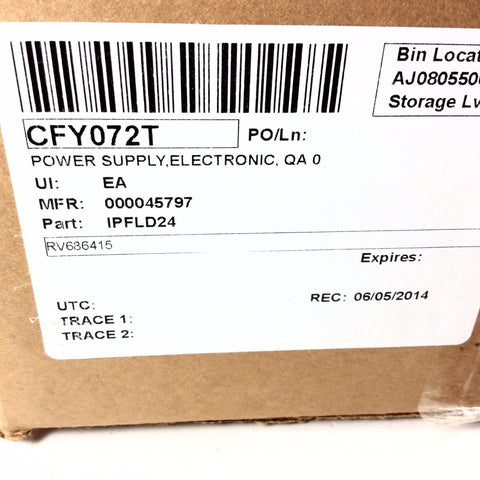 Bin Locat
AJ080550
Storage Lv
CFY072T PO/Ln:
POWER SUPPLY,ELECTRONIC, QA 0
UI: EA
MFR: 000045797
Part: IPFLD24
RV686415
Expires:
UTC: REC: 06/05/2014
TRACE 1:
TRACE 2: